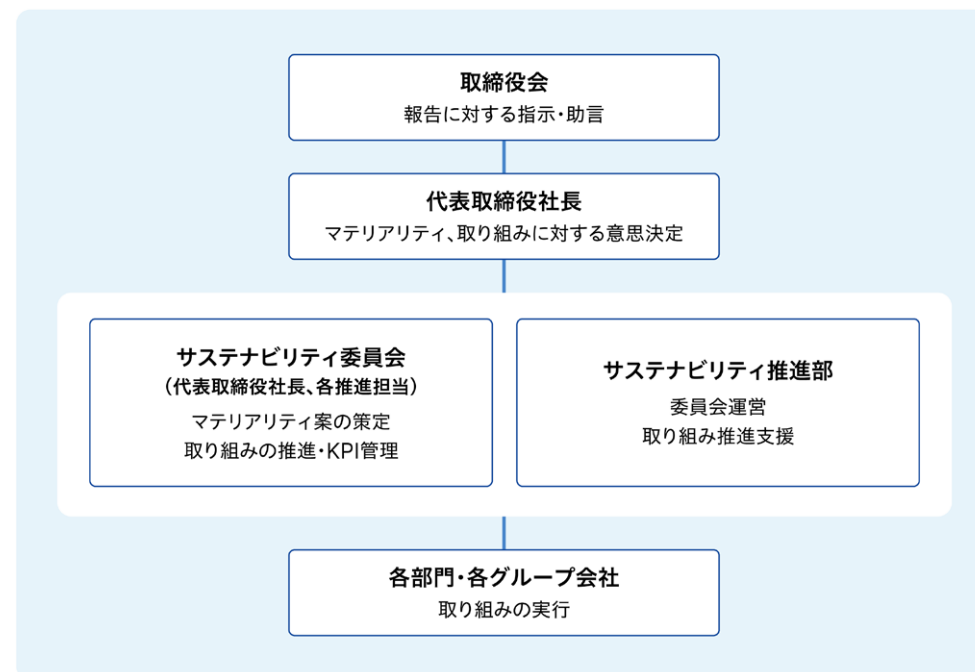 取締役会
報告に対する指示・助言
代表取締役社長
マテリアリティ、取り組みに対する意思決定
サステナビリティ委員会
（代表取締役社長、各推進担当）
マテリアリティ案の策定
取り組みの推進・KPI管理
サステナビリティ推進部
委員会運営
取り組み推進支援
各部門・各グループ会社
取り組みの実行